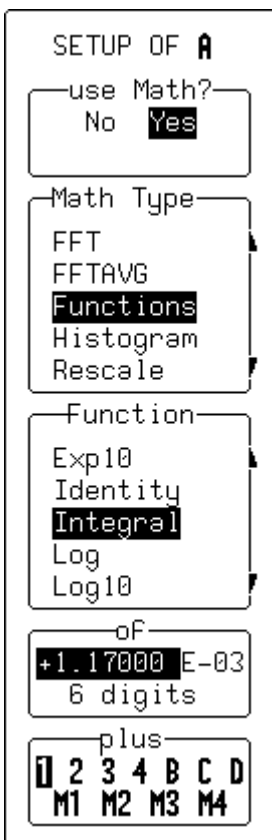 SETUP OF A
use Math?
No Yes
Math Type
FFT
FFTAVG
Functions
Histogram
Rescale
Function
Exp10
Identity
Integral
Log
Log10
of
+1.17000 E-03
6 digits
plus
1 2 3 4 B C D
M1 M2 M3 M4